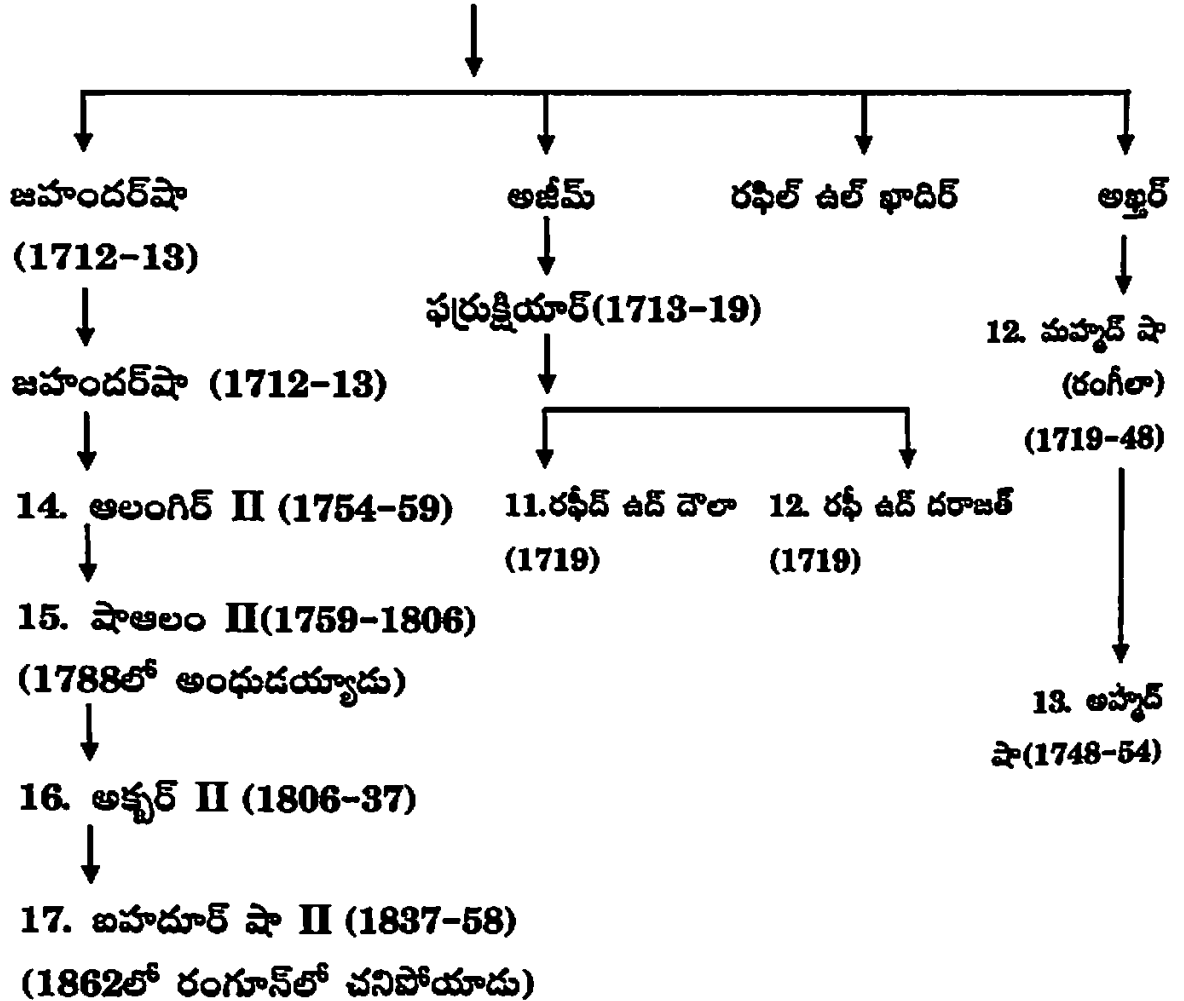 జహందర్‌షా
(1712-13)
జహందర్‌షా (1712-13)
14. ఆలంగిర్ II (1754-59)
15. షాఆలం II(1759-1806)
(1788లో అంధుడయ్యాడు)
16. అక్బర్ II (1806-37)
17. బహదూర్ షా II (1837-58)
(1862లో రంగూన్‌లో చనిపోయాడు)
అజీమ్
ఫర్రుక్షియార్(1713-19)
11.రఫీద్ ఉద్ దౌలా
(1719)
12. రఫీ ఉద్ దరాజత్
(1719)
రఫిల్ ఉల్ ఖాదిర్
అఖ్తర్
12. మహ్మద్ షా
(రంగీలా)
(1719-48)
13. అహ్మద్
షా(1748-54)